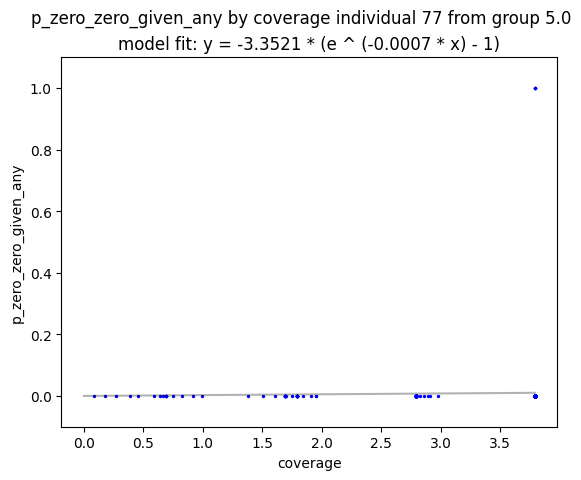 p_zero_zero_given_any by coverage individual 77 from group 5.0
model fit: y = -3.3521 * (e ^ (-0.0007 * x) - 1)
1.0
0.8
0.6
0.4
0.2
0.0
p_zero_zero_given_any
0.0 0.5 1.0 1.5 2.0 2.5 3.0 3.5
coverage